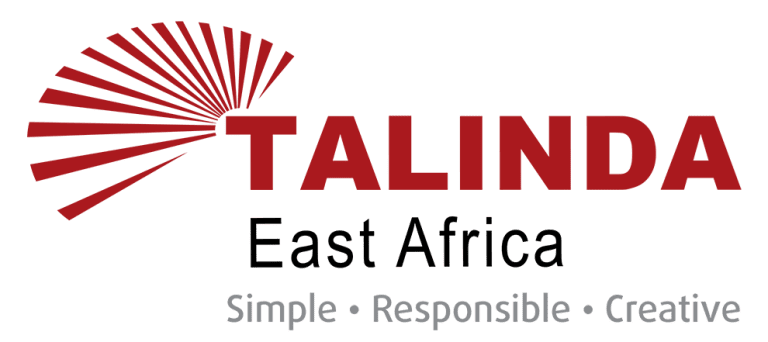 TALINDA
East Africa
Simple • Responsible • Creative